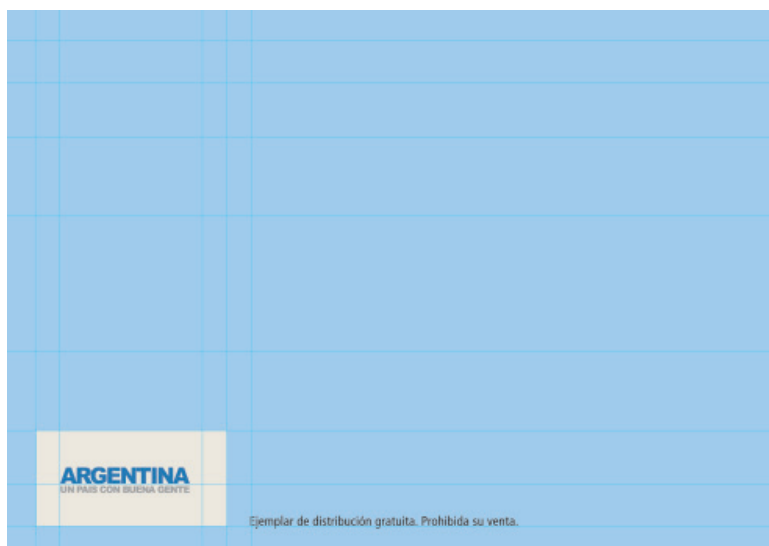 ARGENTINA
UN PAIS CON BUENA GENTE
Ejemplar de distribución gratuita. Prohibida su venta.